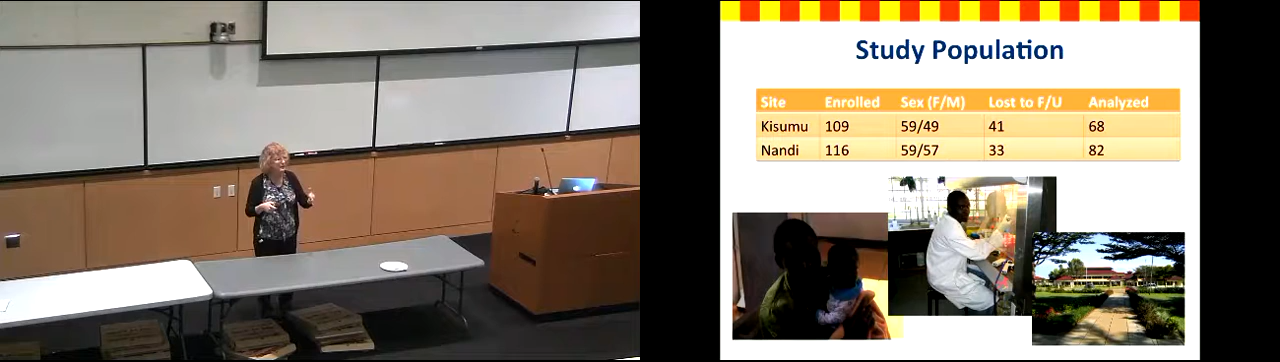 Study Population
Site Enrolled Sex (F/M) Lost to F/U Analyzed
Kisumu 109 59/49 41 68
Nandi 116 59/57 33 82